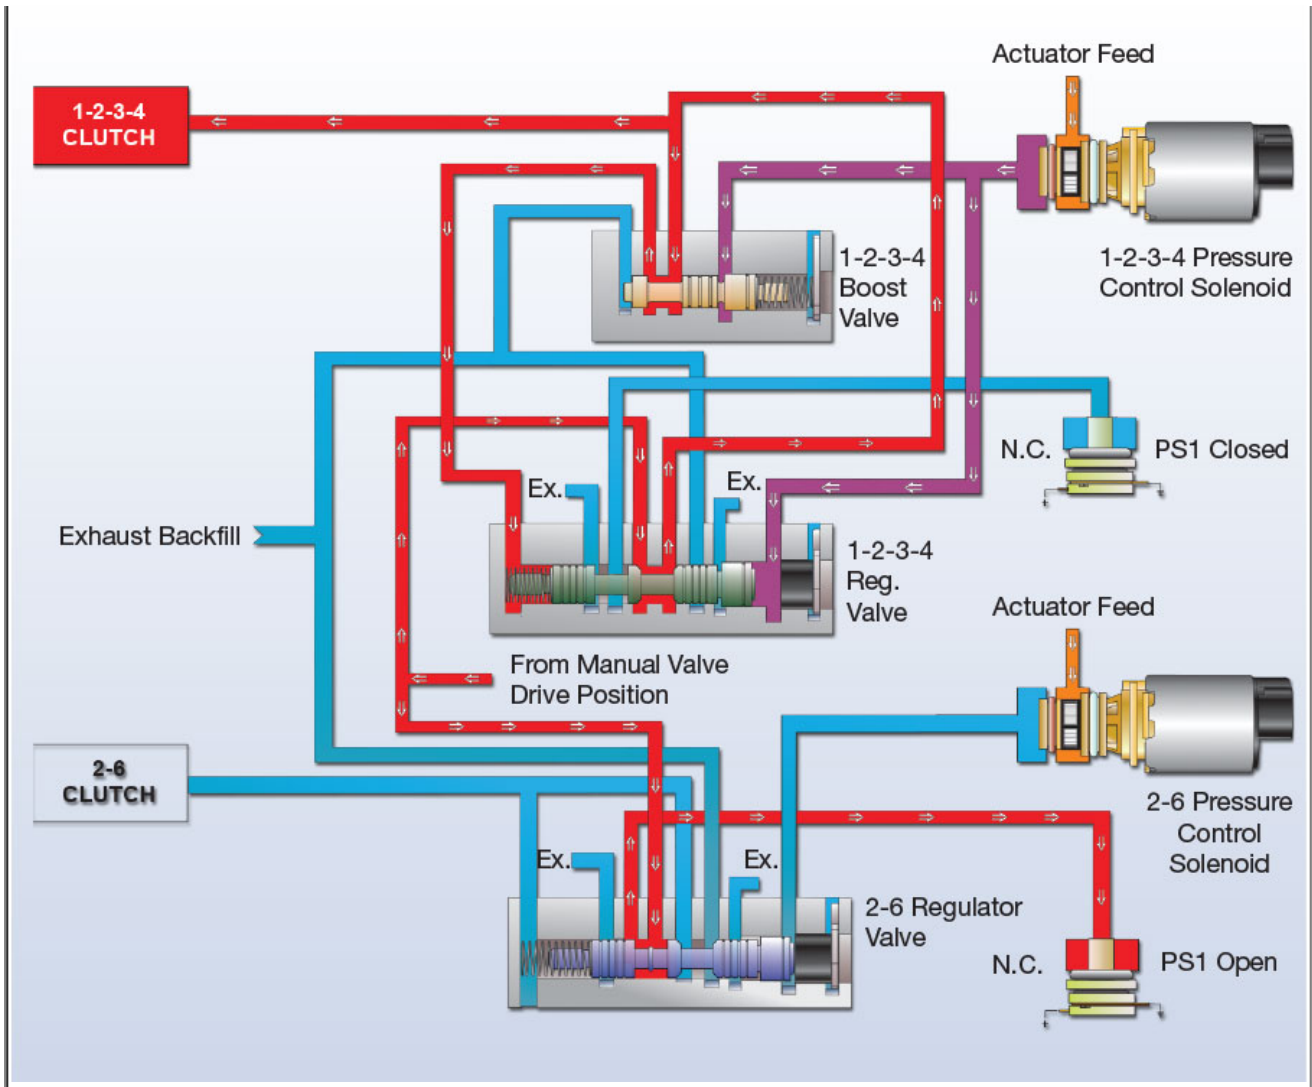 Actuator Feed
1-2-3-4
CLUTCH
1-2-3-4
Boost
Valve
1-2-3-4 Pressure
Control Solenoid
N.C.
PS1 Closed
Ex.
Ex.
Exhaust Backfill
1-2-3-4
Reg.
Valve
Actuator Feed
From Manual Valve
Drive Position
2-6
CLUTCH
2-6 Pressure
Control
Solenoid
Ex.
Ex.
2-6 Regulator
Valve
N.C.
PS1 Open